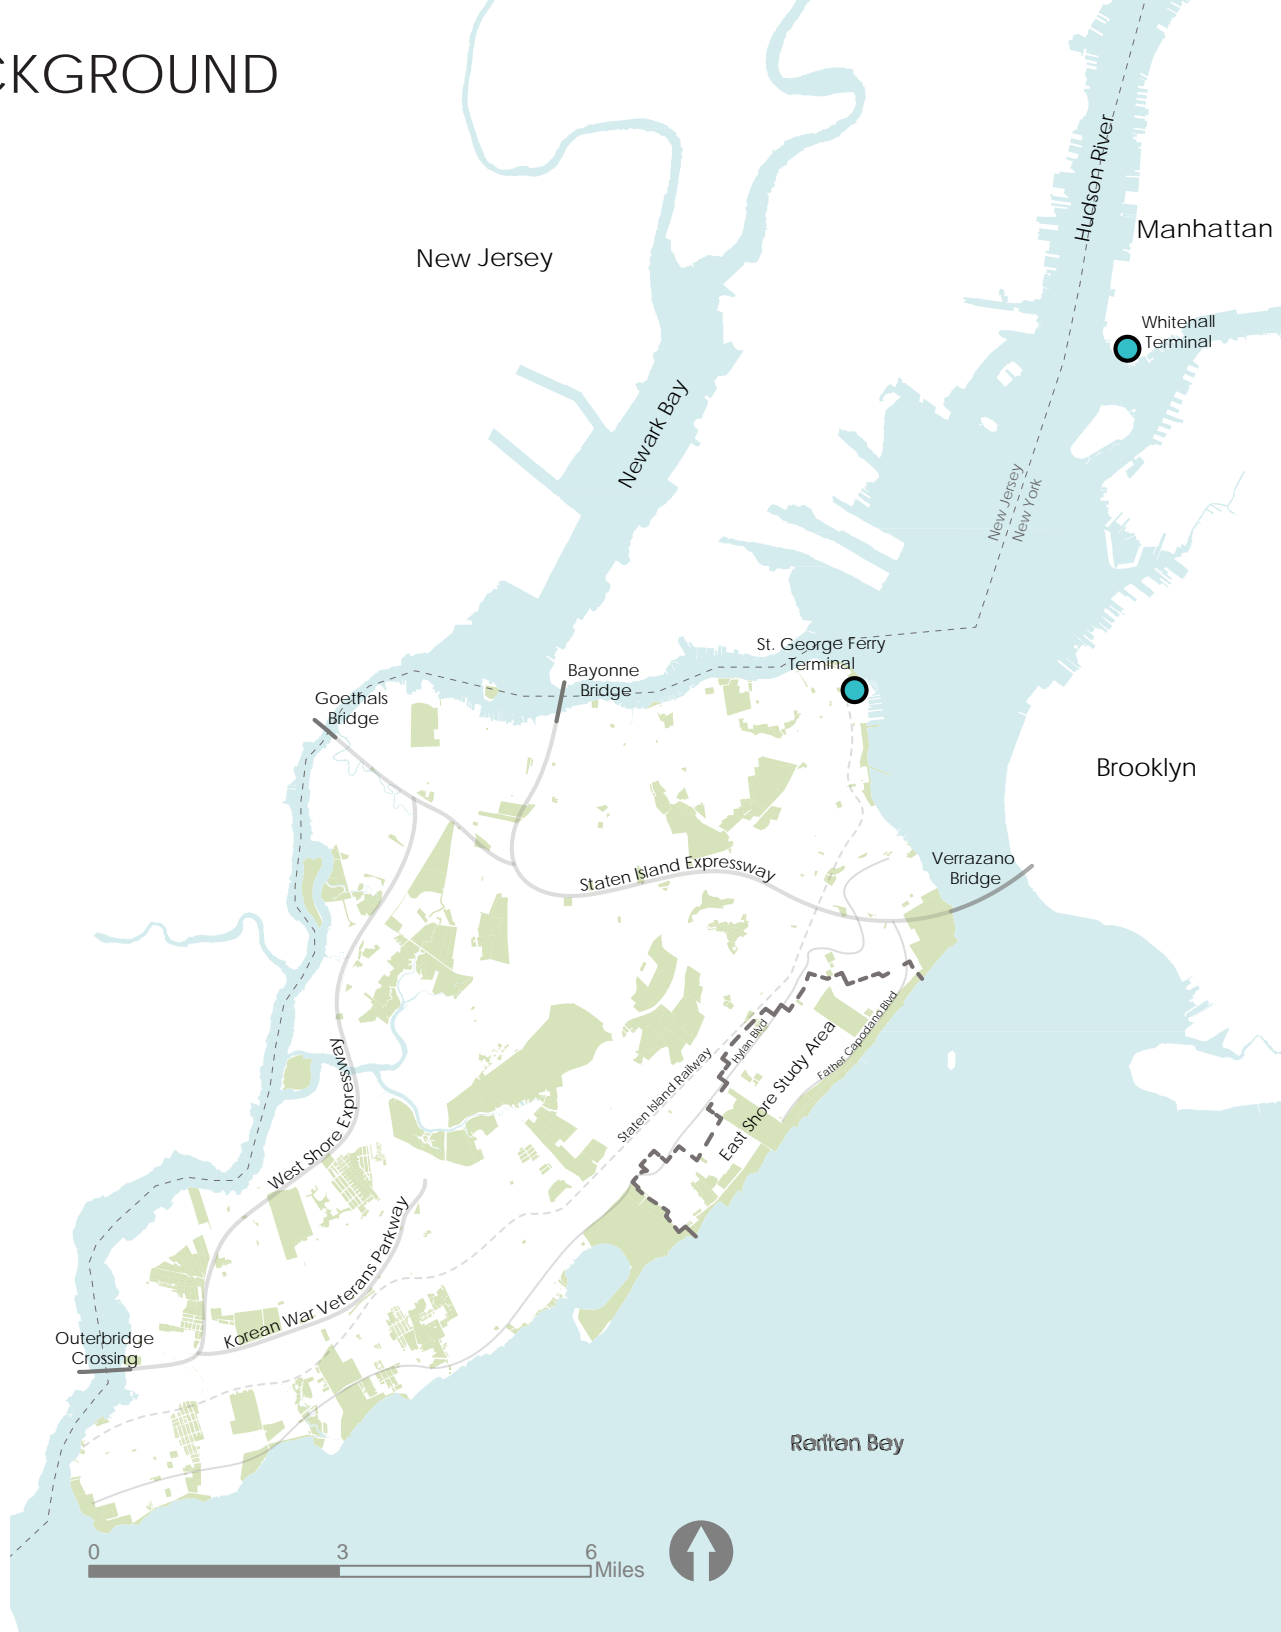 CKGROUND
Hudson River
Manhattan
New Jersey
Whitehall
Terminal
Newark Bay
New Jersey
New York
St. George Ferry
Terminal
Bayonne
Bridge
Goethals
Bridge
Brooklyn
Verrazano
Bridge
Staten Island Expressway
Hylan Blvd
Father Capodano Blvd
East Shore Study Area
Staten Island Railway
West Shore Expressway
Korean War Veterans Parkway
Outerbridge
Crossing
Bay
0 3 6
Miles